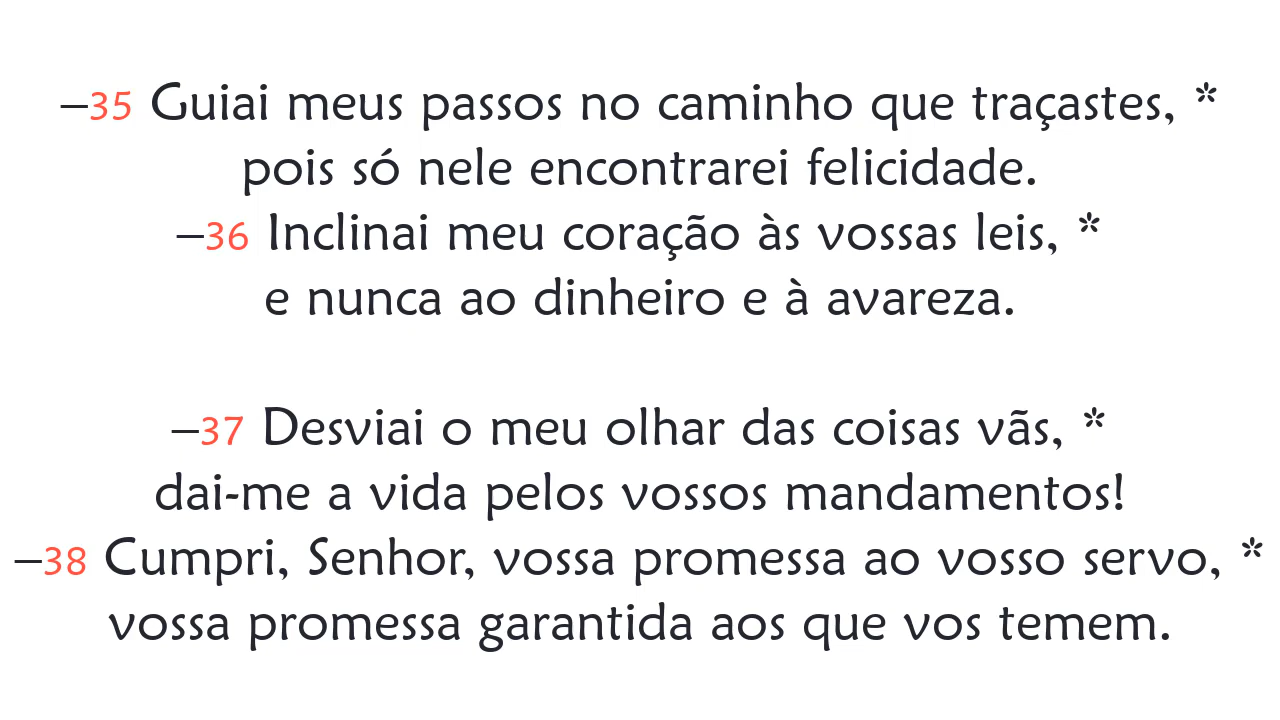 –35 Guiai meus passos no caminho que traçastes, *
pois só nele encontrarei felicidade.
–36 Inclinai meu coração às vossas leis, *
e nunca ao dinheiro e à avareza.
–37 Desviai o meu olhar das coisas vãs, *
dai-me a vida pelos vossos mandamentos!
–38 Cumpri, Senhor, vossa promessa ao vosso servo, *
vossa promessa garantida aos que vos temem.